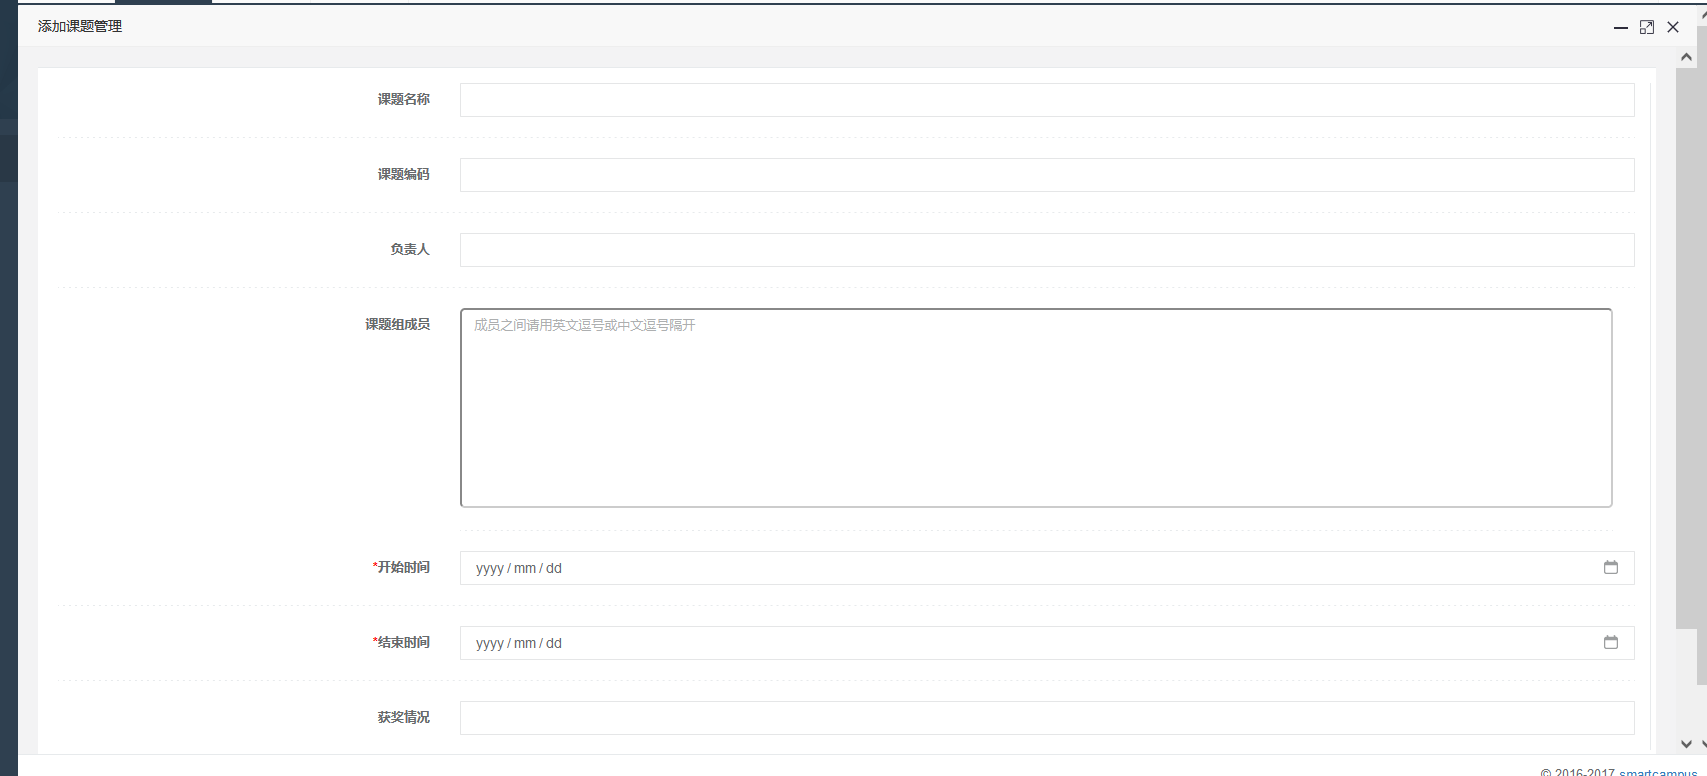 添加课题管理
课题名称
课题编码
负责人
课题组成员
成员之间请用英文逗号或中文逗号隔开
*开始时间
yyyy / mm / dd
*结束时间
yyyy / mm / dd
获奖情况
© 2016-2017 smartcampus